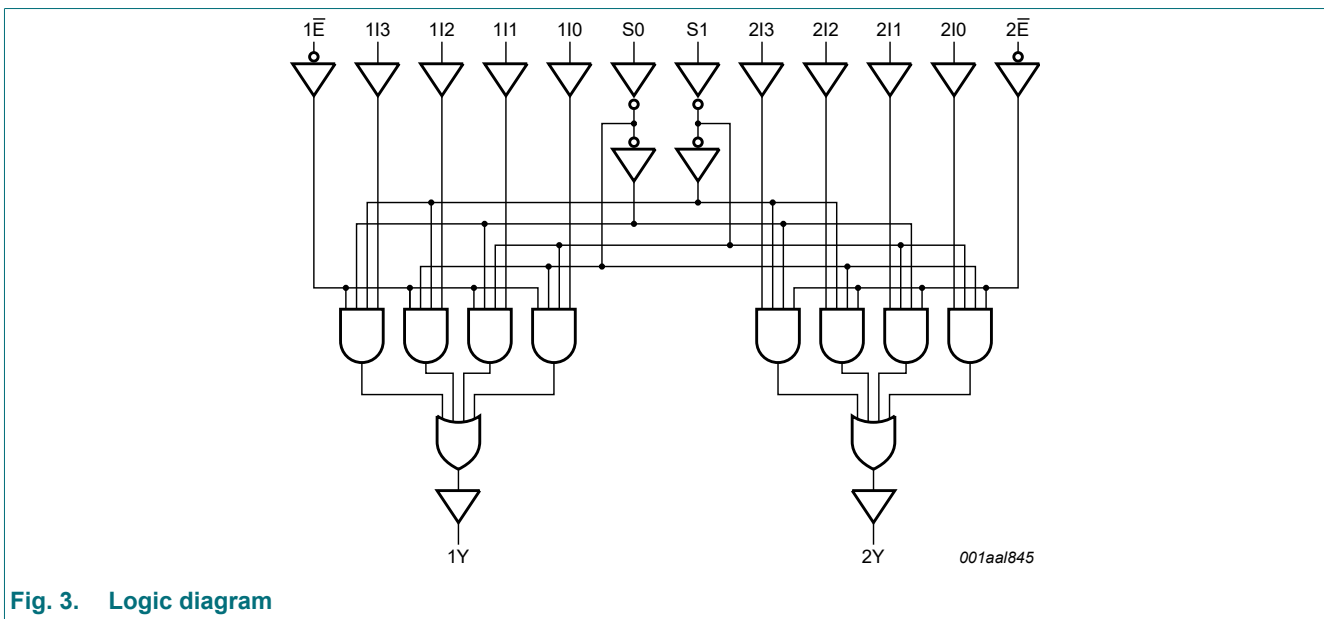 1E̅ 1I3 1I2 1I1 1I0 S0 S1 2I3 2I2 2I1 2I0 2E̅
1Y 2Y 001aal845
Fig. 3. Logic diagram